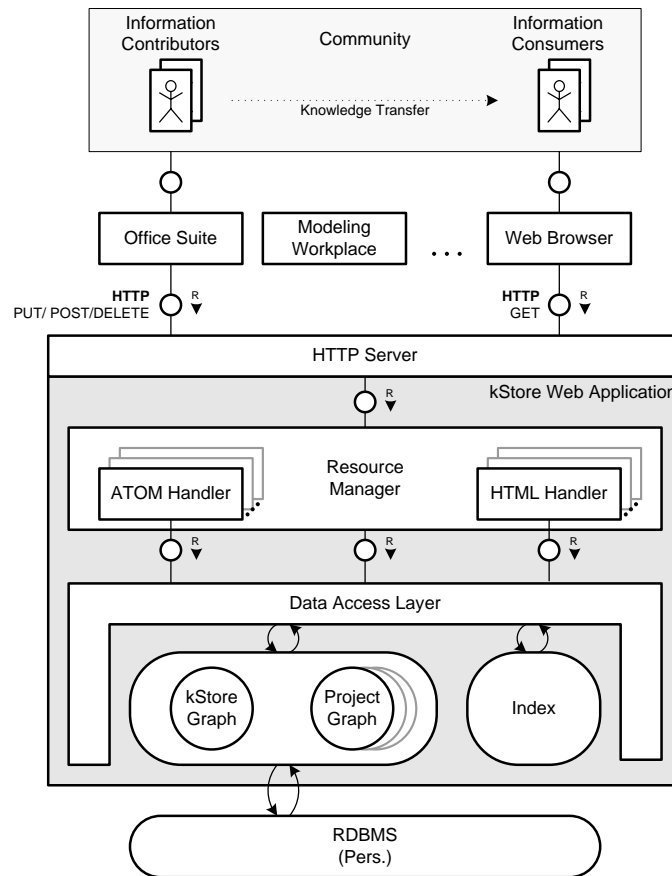 Information
Contributors
Community
Information
Consumers
Knowledge Transfer
Office Suite
Modeling
Workplace
...
Web Browser
HTTP
PUT/ POST/DELETE
R
HTTP
GET
R
HTTP Server
kStore Web Application
R
Resource
Manager
ATOM Handler
HTML Handler
R
R
R
Data Access Layer
kStore
Graph
Project
Graph
Index
RDBMS
(Pers.)